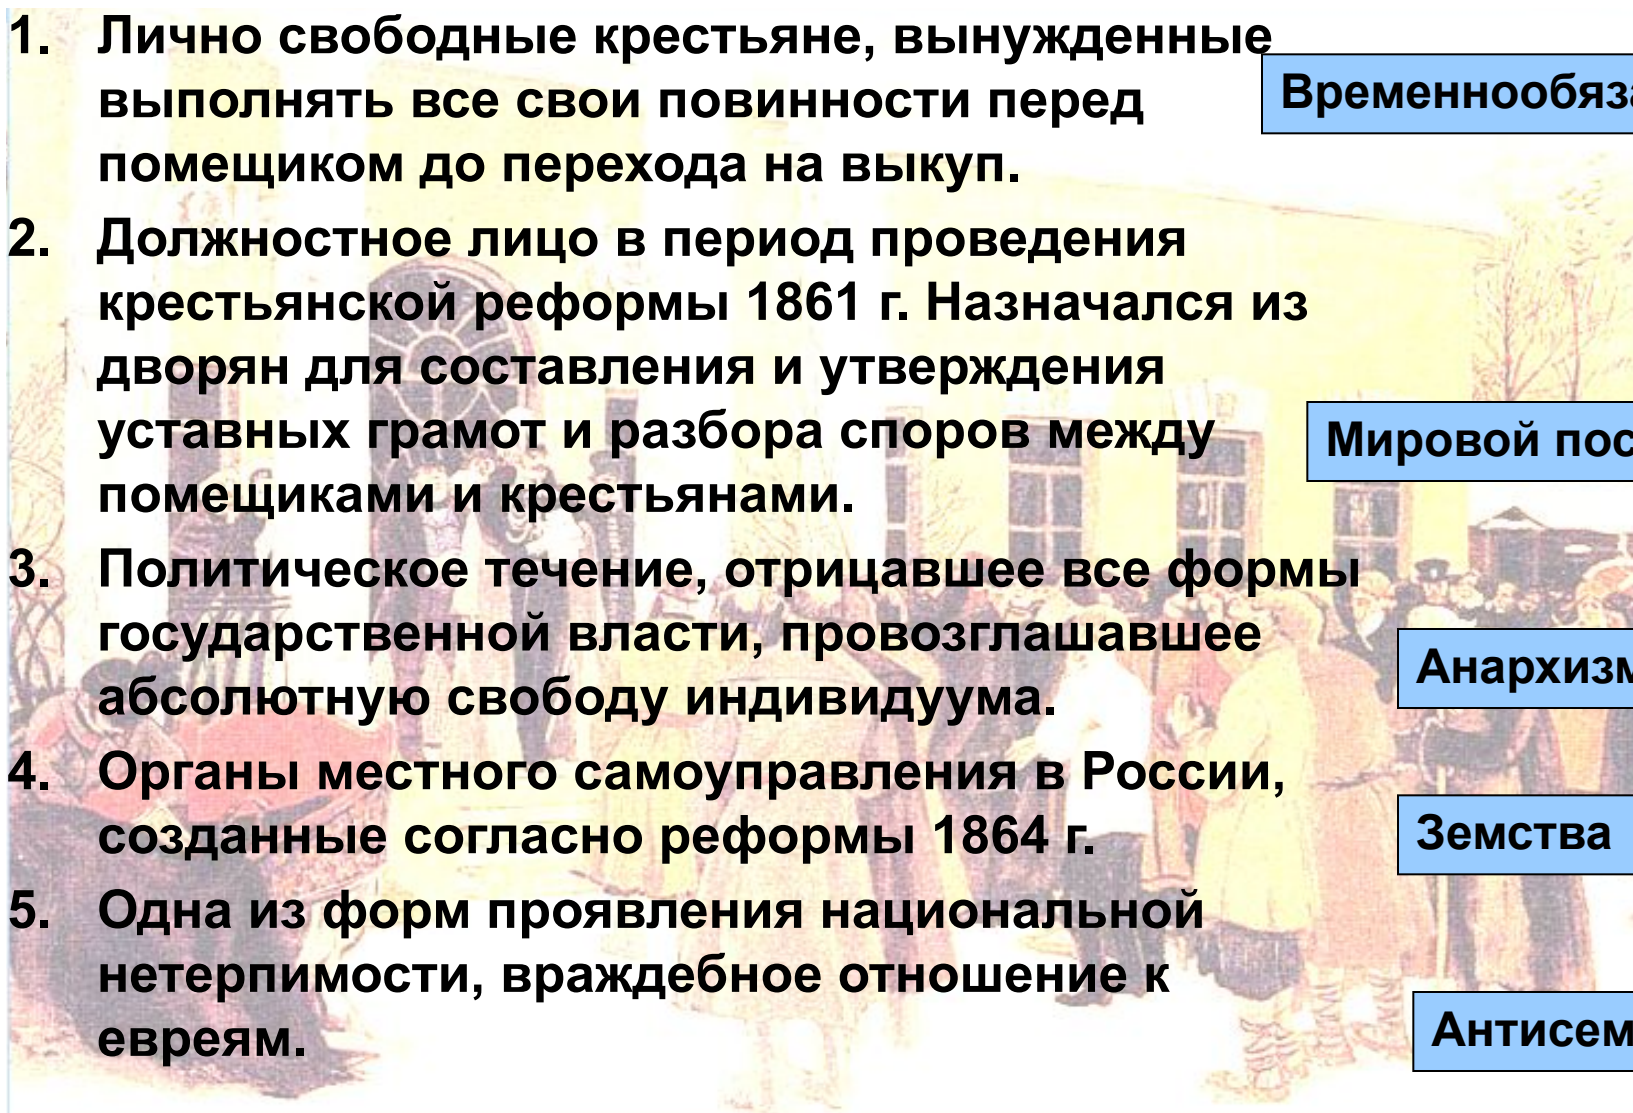 1. Лично свободные крестьяне, вынужденные
выполнять все свои повинности перед
помещиком до перехода на выкуп.
Временнообяза
2. Должностное лицо в период проведения
крестьянской реформы 1861 г. Назначался из
дворян для составления и утверждения
уставных грамот и разбора споров между
помещиками и крестьянами.
Мировой пос
3. Политическое течение, отрицавшее все формы
государственной власти, провозглашавшее
абсолютную свободу индивидуума.
Анархизм
4. Органы местного самоуправления в России,
созданные согласно реформы 1864 г.
Земства
5. Одна из форм проявления национальной
нетерпимости, враждебное отношение к
евреям.
Антисем